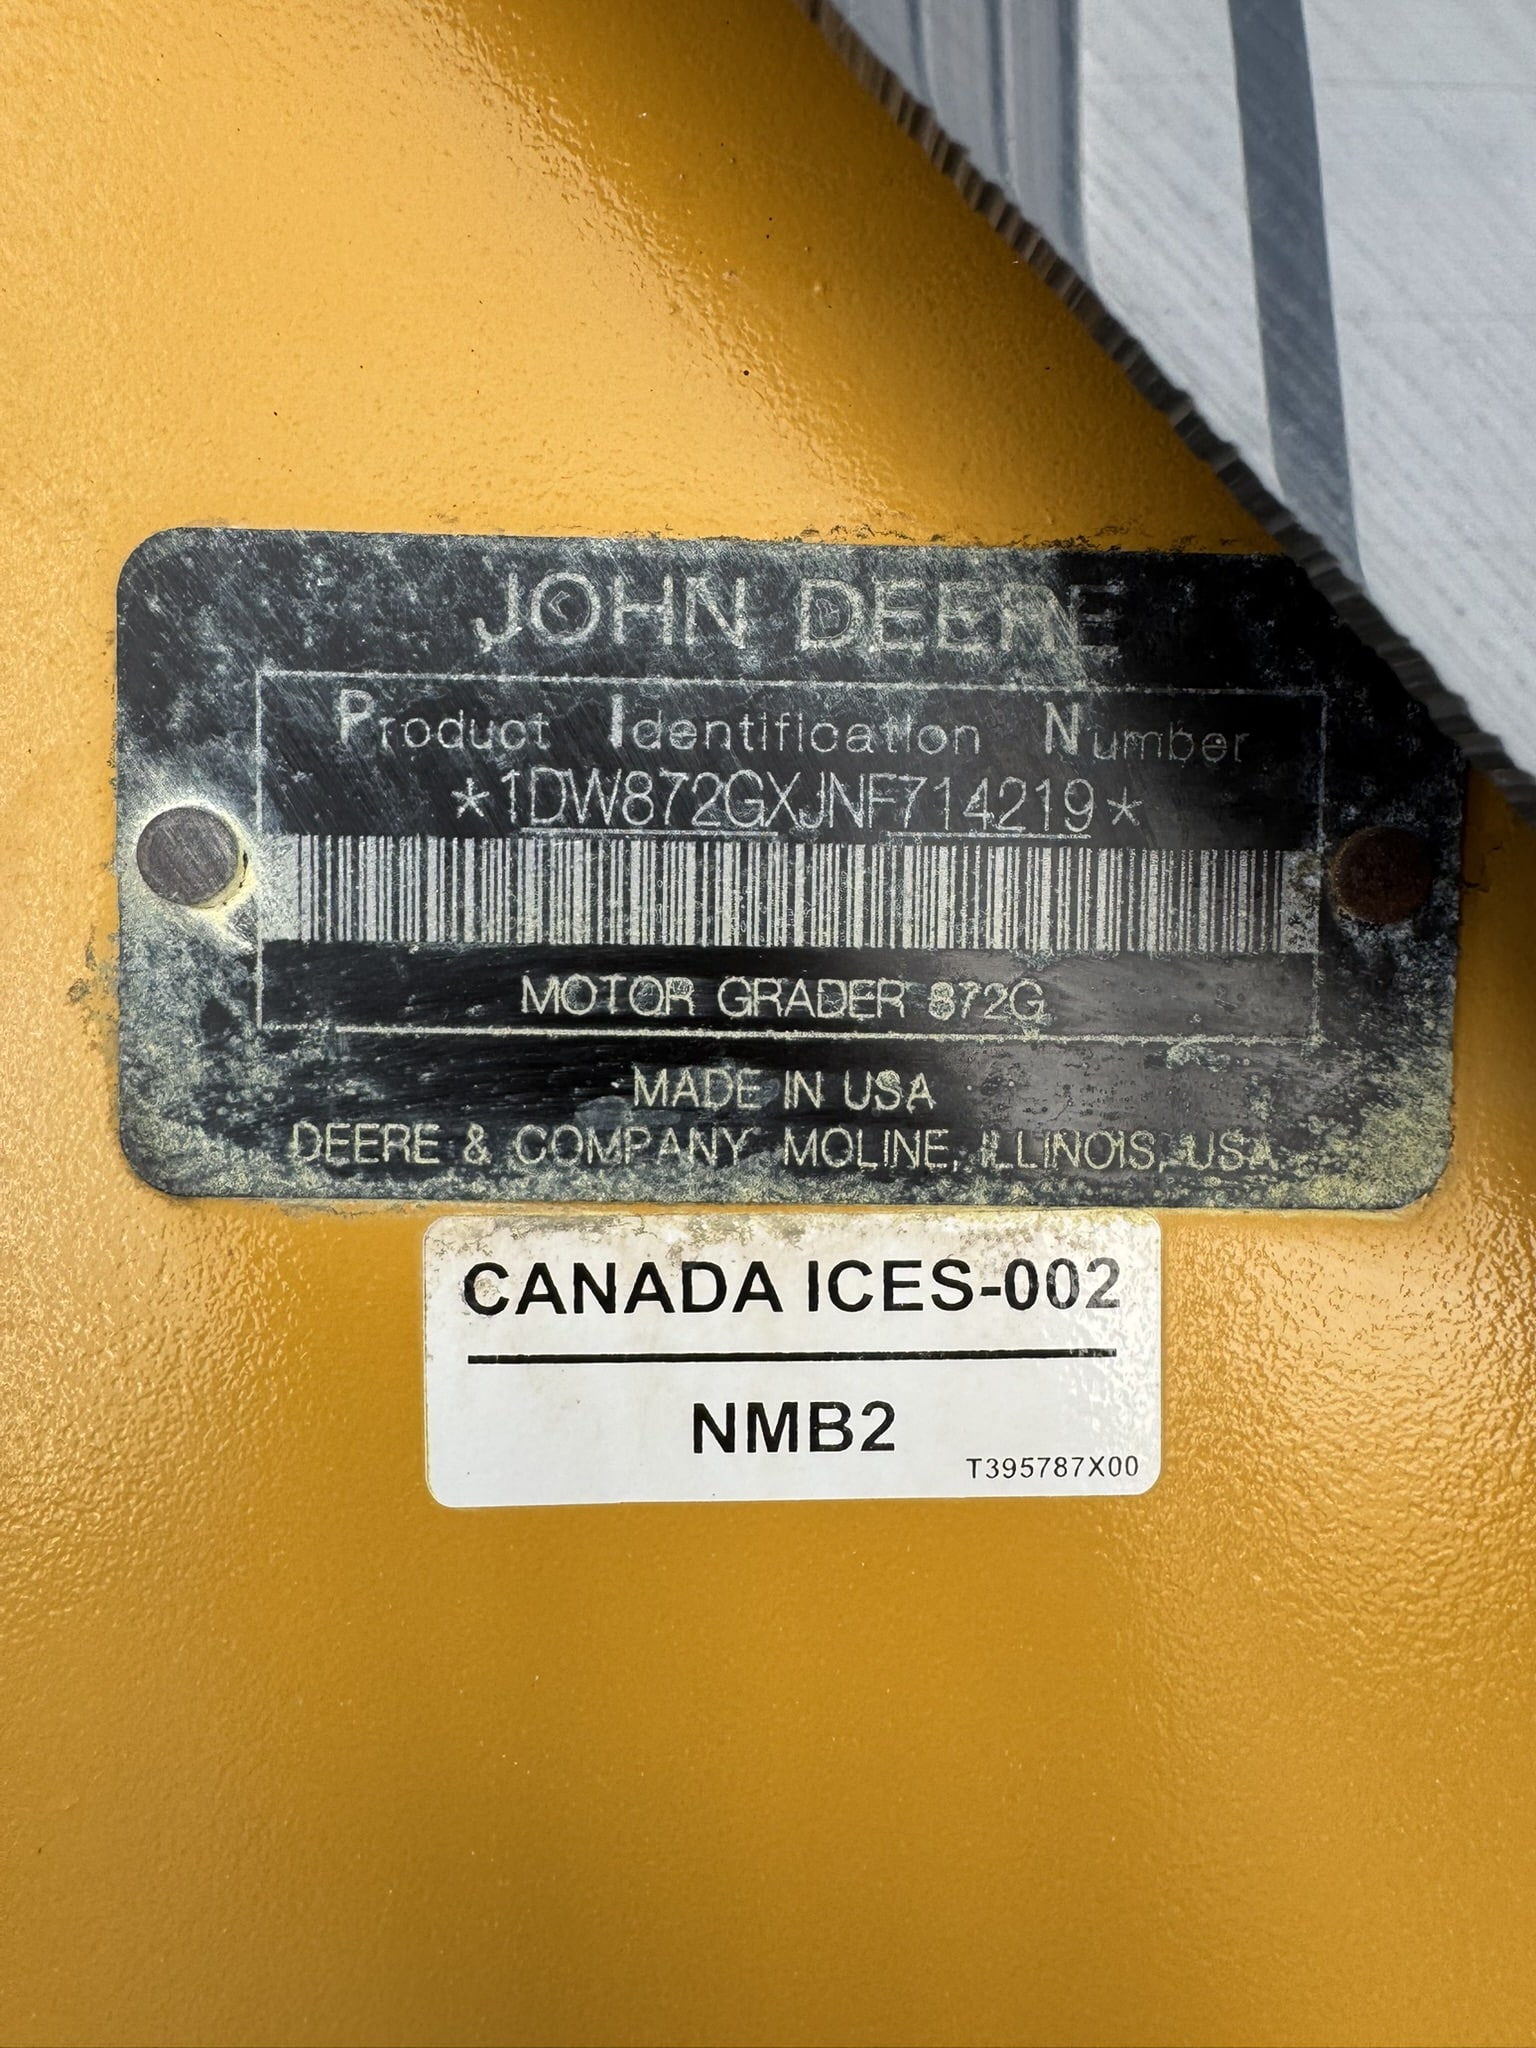 JOHN DEERE
Product Identification Number
*1DW872GXJNF714219*
MOTOR GRADER 872G
MADE IN USA
DEERE & COMPANY MOLINE, ILLINOIS, USA
CANADA ICES-002
NMB2
T395787X00